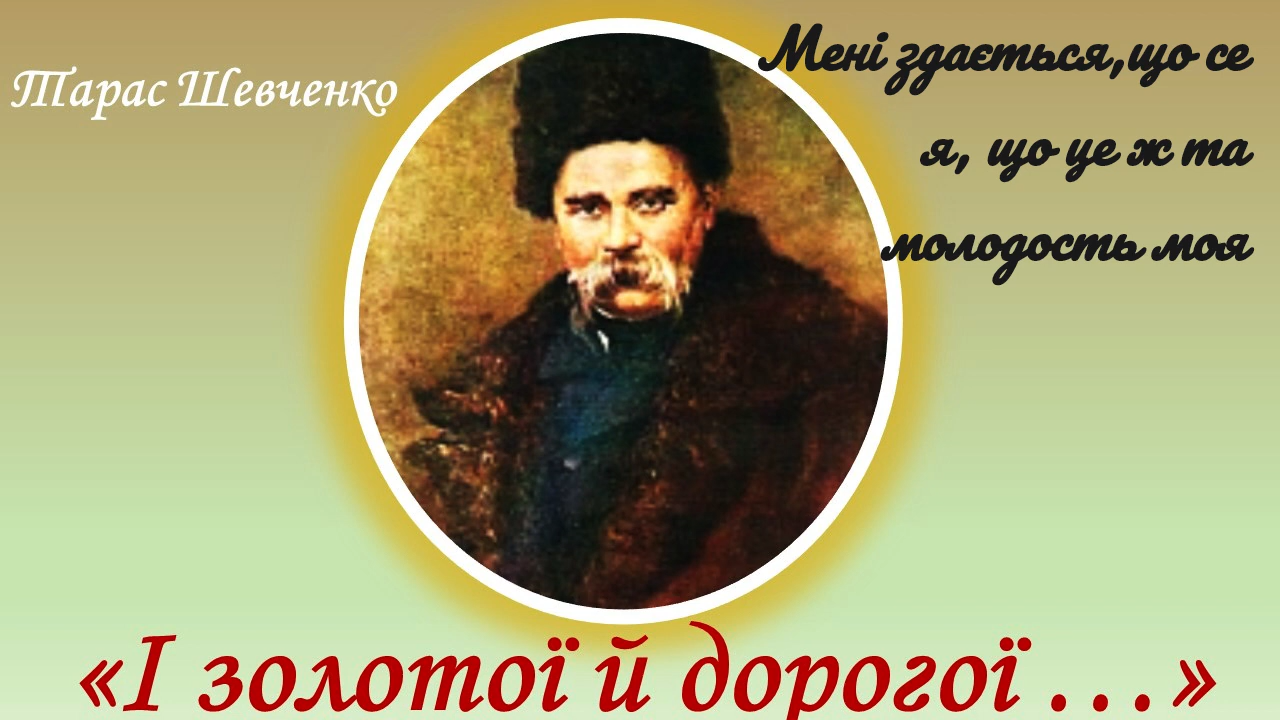 Тарас Шевченко
Мені здається,що се
я, що це ж та
молодость моя
«І золотої й дорогої ...»